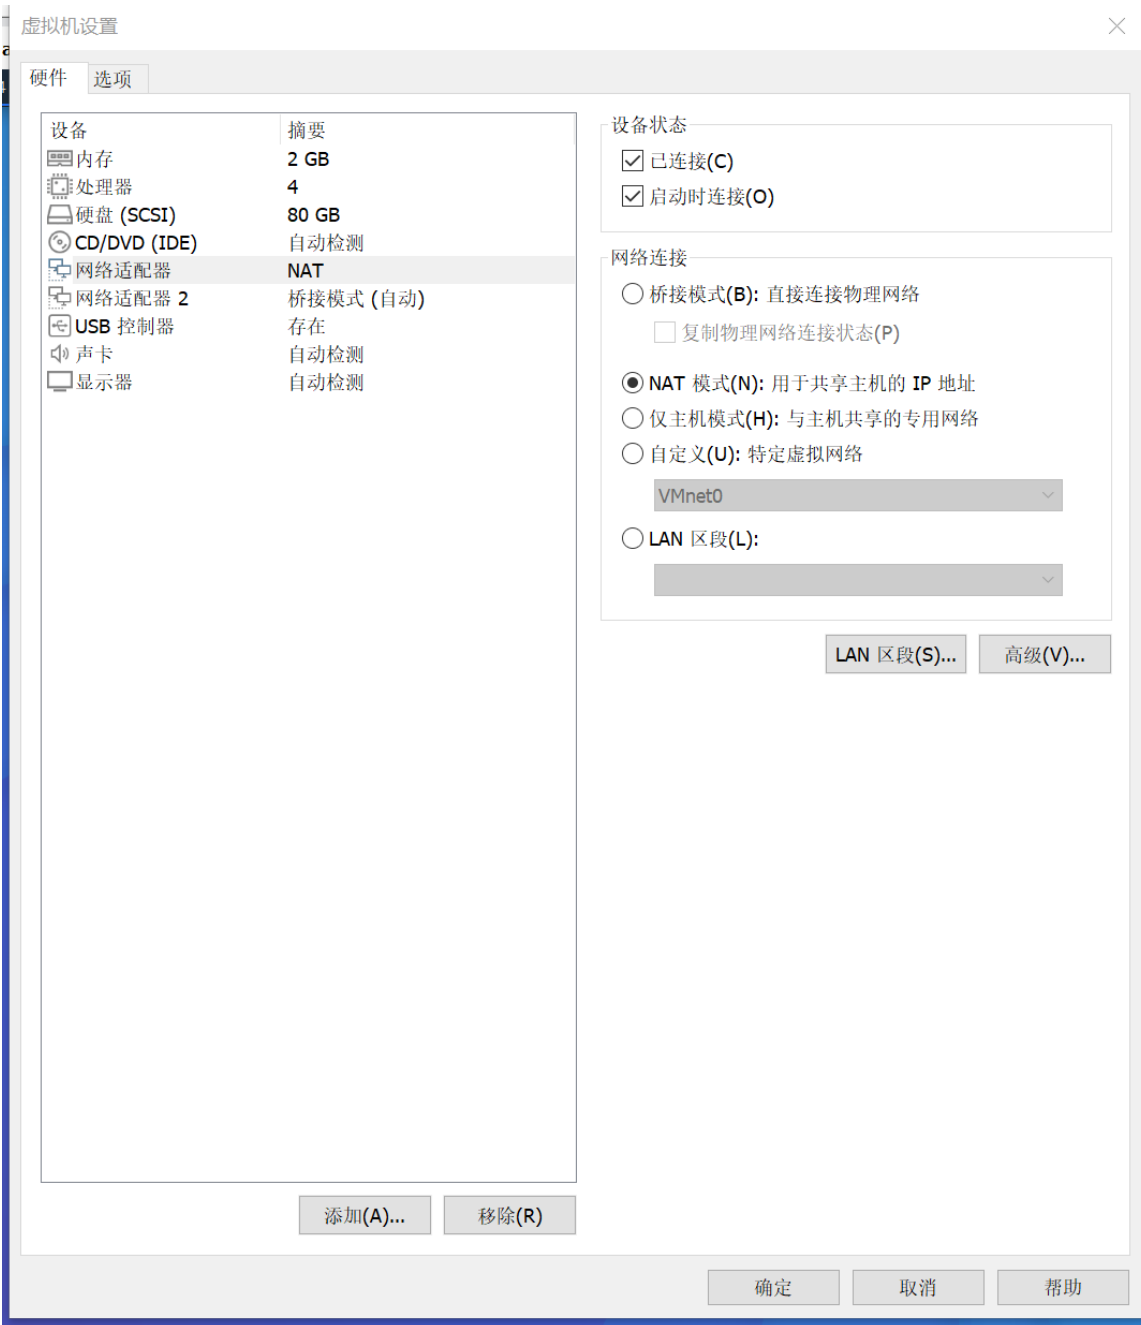 虚拟机设置
硬件 选项
设备 摘要
内存 2 GB
处理器 4
硬盘 (SCSI) 80 GB
CD/DVD (IDE) 自动检测
网络适配器 NAT
网络适配器 2 桥接模式 (自动)
USB 控制器 存在
声卡 自动检测
显示器 自动检测
添加(A)... 移除(R)
设备状态
已连接(C)
启动时连接(O)
网络连接
桥接模式(B): 直接连接物理网络
复制物理网络连接状态(P)
NAT 模式(N): 用于共享主机的 IP 地址
仅主机模式(H): 与主机共享的专用网络
自定义(U): 特定虚拟网络
VMnet0
LAN 区段(L):
LAN 区段(S)... 高级(V)...
确定 取消 帮助